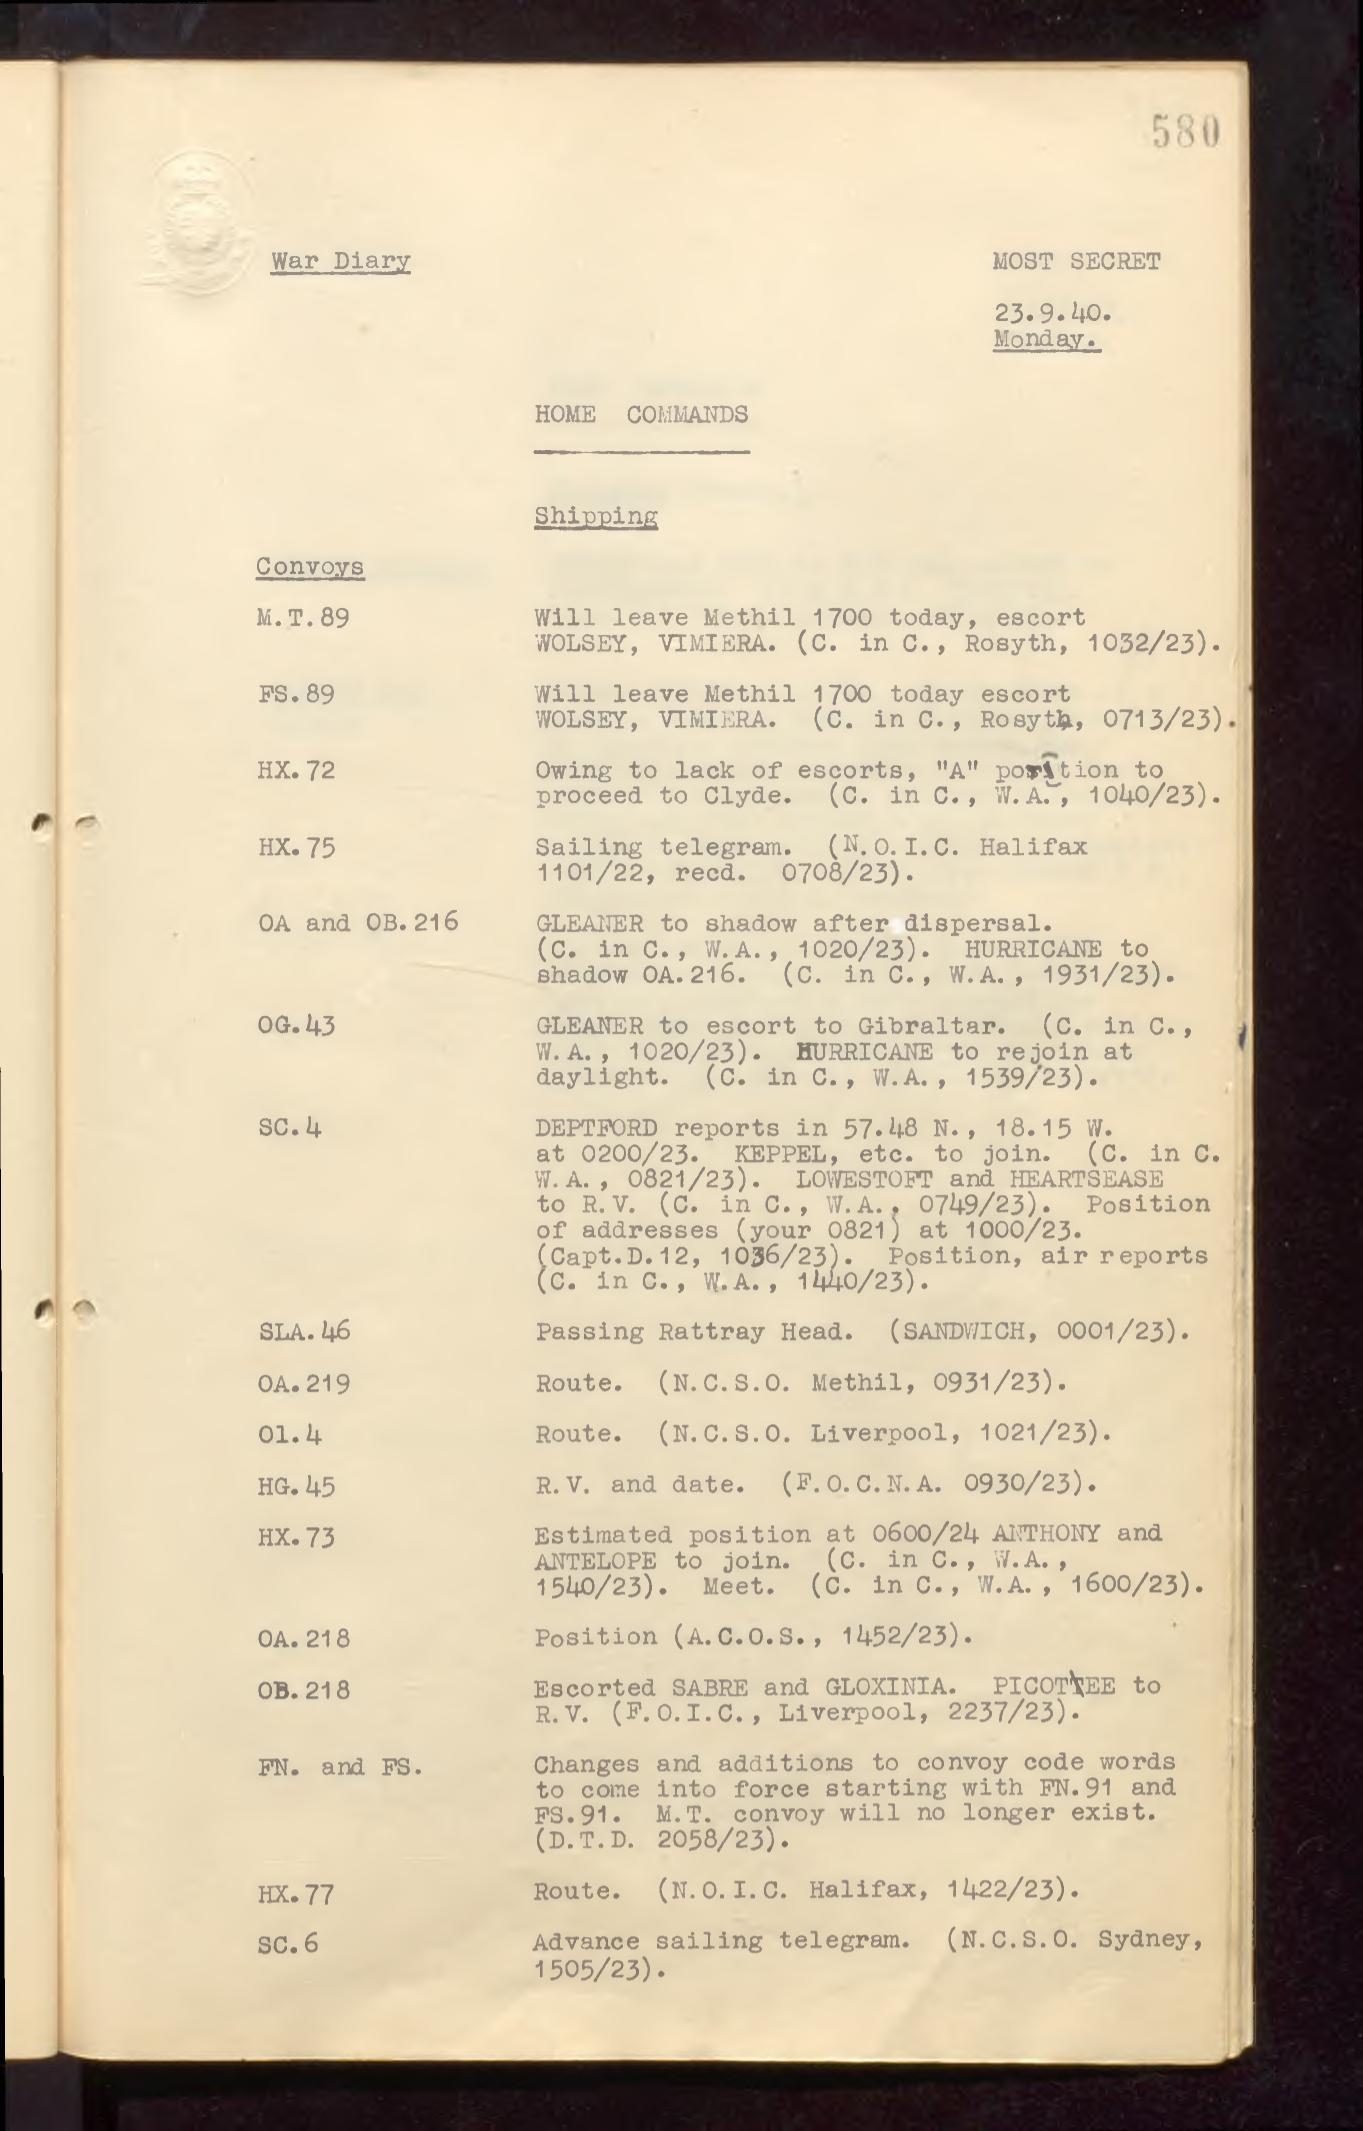 580
War Diary
MOST SECRET
23.9.40.
Monday.
HOME COMMANDS
Shipping
Convoys
M.T.89 Will leave Methil 1700 today, escort
WOLSEY, VIMIERA. (C. in C., Rosyth, 1032/23).
FS.89 Will leave Methil 1700 today escort
WOLSEY, VIMIERA. (C. in C., Rosyth, 0713/23).
HX.72 Owing to lack of escorts, "A" portion to
proceed to Clyde. (C. in C., W.A., 1040/23).
HX.75 Sailing telegram. (N.O.I.C. Halifax
1101/22, recd. 0708/23).
OA and OB.216 GLEANER to shadow after dispersal.
(C. in C., W.A., 1020/23). HURRICANE to
shadow OA.216. (C. in C., W.A., 1931/23).
OG.43 GLEANER to escort to Gibraltar. (C. in C.,
W.A., 1020/23). HURRICANE to rejoin at
daylight. (C. in C., W.A., 1539/23).
SC.4 DEPTFORD reports in 57.48 N., 18.15 W.
at 0200/23. KEPPEL, etc. to join. (C. in C.
W.A., 0821/23). LOWESTOFT and HEARTSEASE
to R.V. (C. in C., W.A., 0749/23). Position
of addresses (your 0821) at 1000/23.
(Capt.D.12, 1036/23). Position, air reports
(C. in C., W.A., 1440/23).
SLA.46 Passing Rattray Head. (SANDWICH, 0001/23).
OA.219 Route. (N.C.S.O. Methil, 0931/23).
Ol.4 Route. (N.C.S.O. Liverpool, 1021/23).
HG.45 R.V. and date. (F.O.C.N.A. 0930/23).
HX.73 Estimated position at 0600/24 ANTHONY and
ANTELOPE to join. (C. in C., W.A.,
1540/23). Meet. (C. in C., W.A., 1600/23).
OA.218 Position (A.C.O.S., 1452/23).
OB.218 Escorted SABRE and GLOXINIA. PICOTTEE to
R.V. (F.O.I.C., Liverpool, 2237/23).
FN. and FS. Changes and additions to convoy code words
to come into force starting with FN.91 and
FS.91. M.T. convoy will no longer exist.
(D.T.D. 2058/23).
HX.77 Route. (N.O.I.C. Halifax, 1422/23).
SC.6 Advance sailing telegram. (N.C.S.O. Sydney,
1505/23).